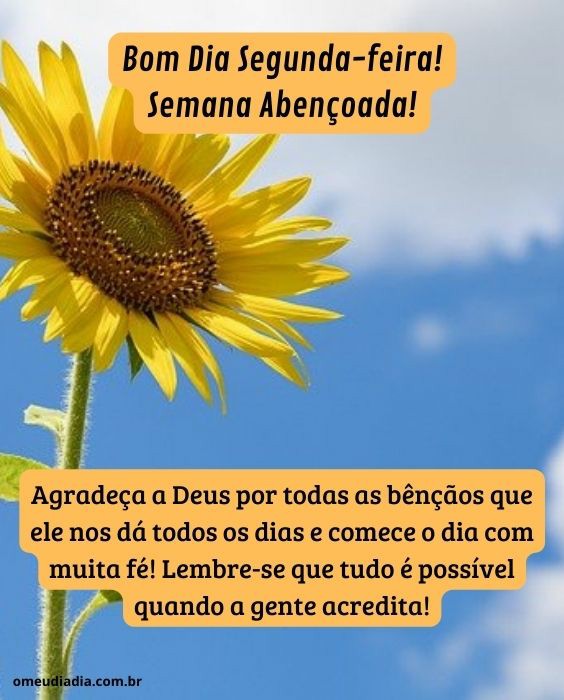 Bom Dia Segunda-feira!
Semana Abençoada!
Agradeça a Deus por todas as bênçãos que
ele nos dá todos os dias e comece o dia com
muita fé! Lembre-se que tudo é possível
quando a gente acredita!
omeudiadia.com.br